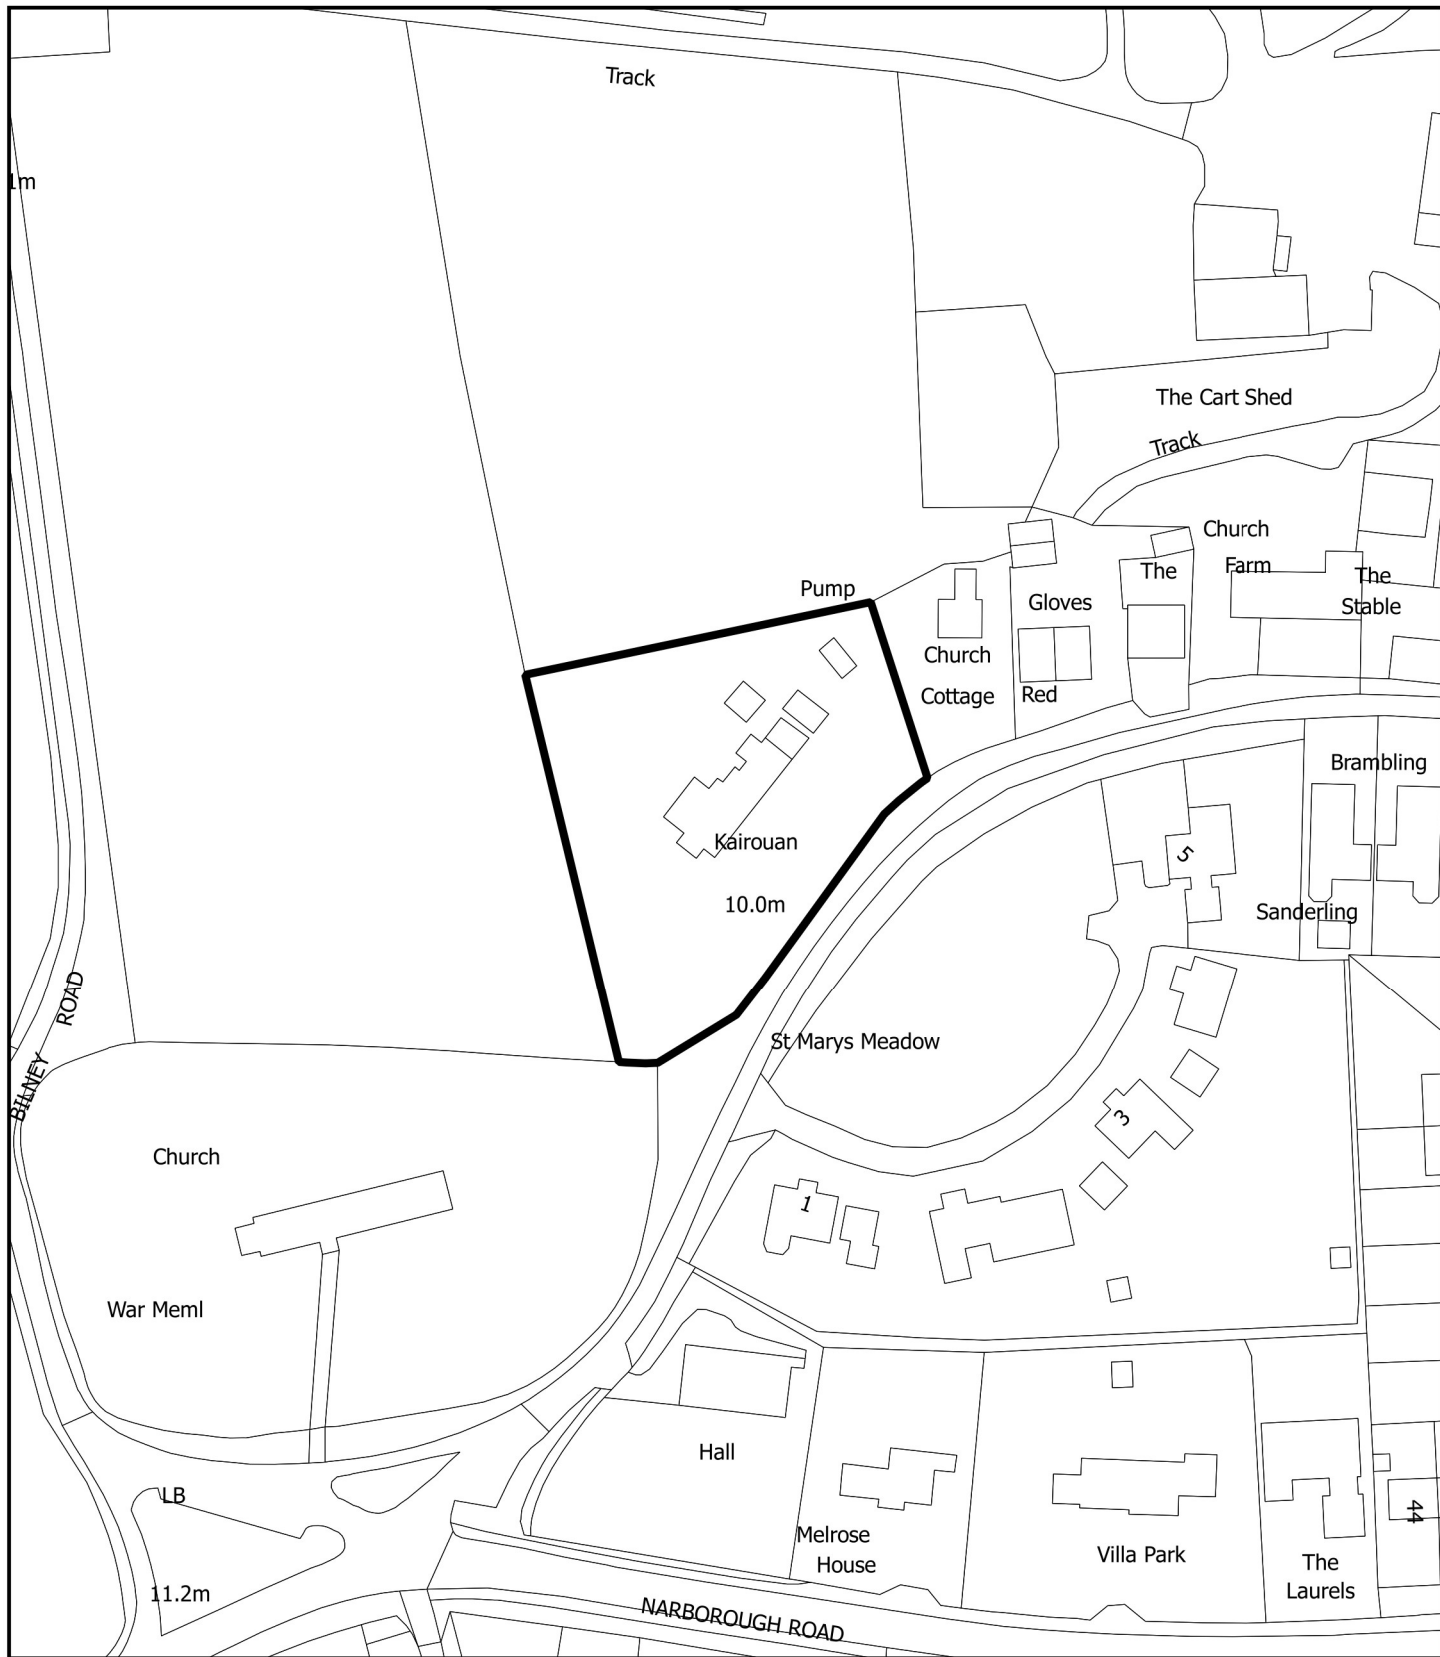 Track
1m
The Cart Shed
Track
Church
Farm
The
The
Stable
Pump
Gloves
Church
Cottage
Red
Brambling
Kairouan
5
10.0m
Sanderling
ROAD
BILNEY
St Marys Meadow
3
Church
1
War Meml
Hall
LB
44
Melrose
House
Villa Park
The
Laurels
11.2m
NARBOROUGH ROAD